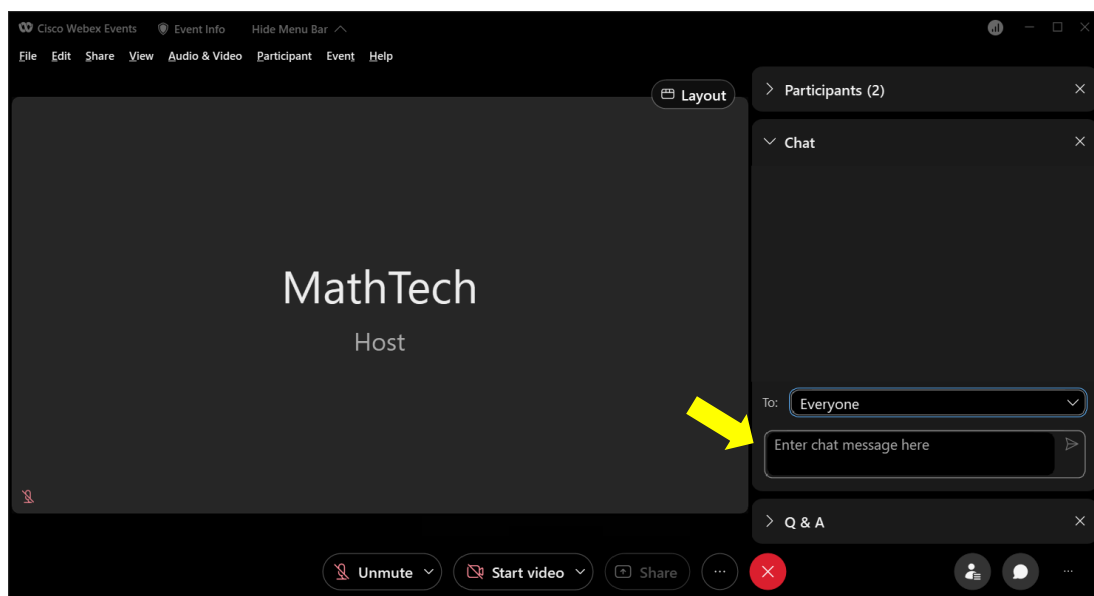 Cisco Webex Events Event Info Hide Menu Bar
File Edit Share View Audio & Video Participant Event Help
Layout
Participants (2)
Chat
MathTech
Host
To: Everyone
Enter chat message here
Q & A
Unmute Start video Share